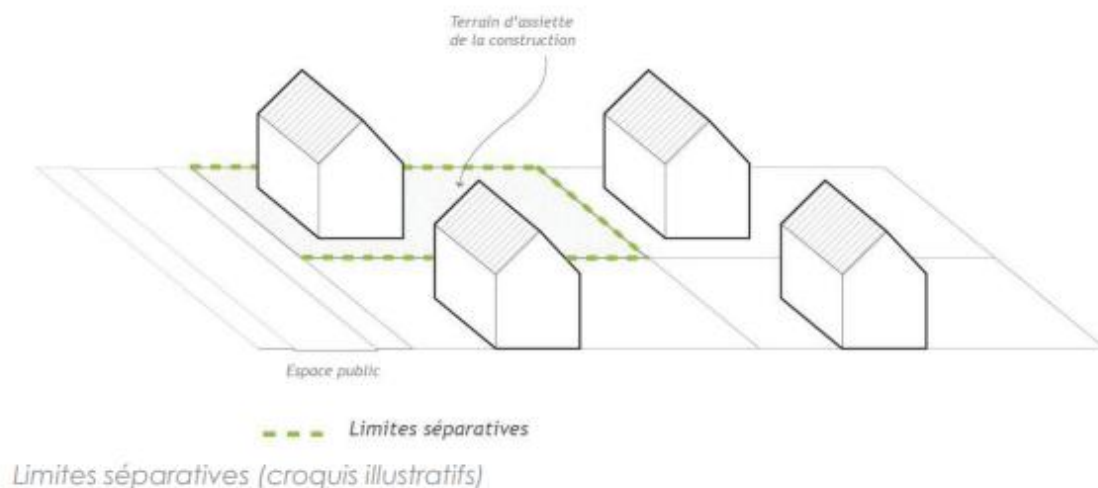 Terrain d'assiette
de la construction
Espace public
Limites séparatives
Limites séparatives (croquis illustratifs)